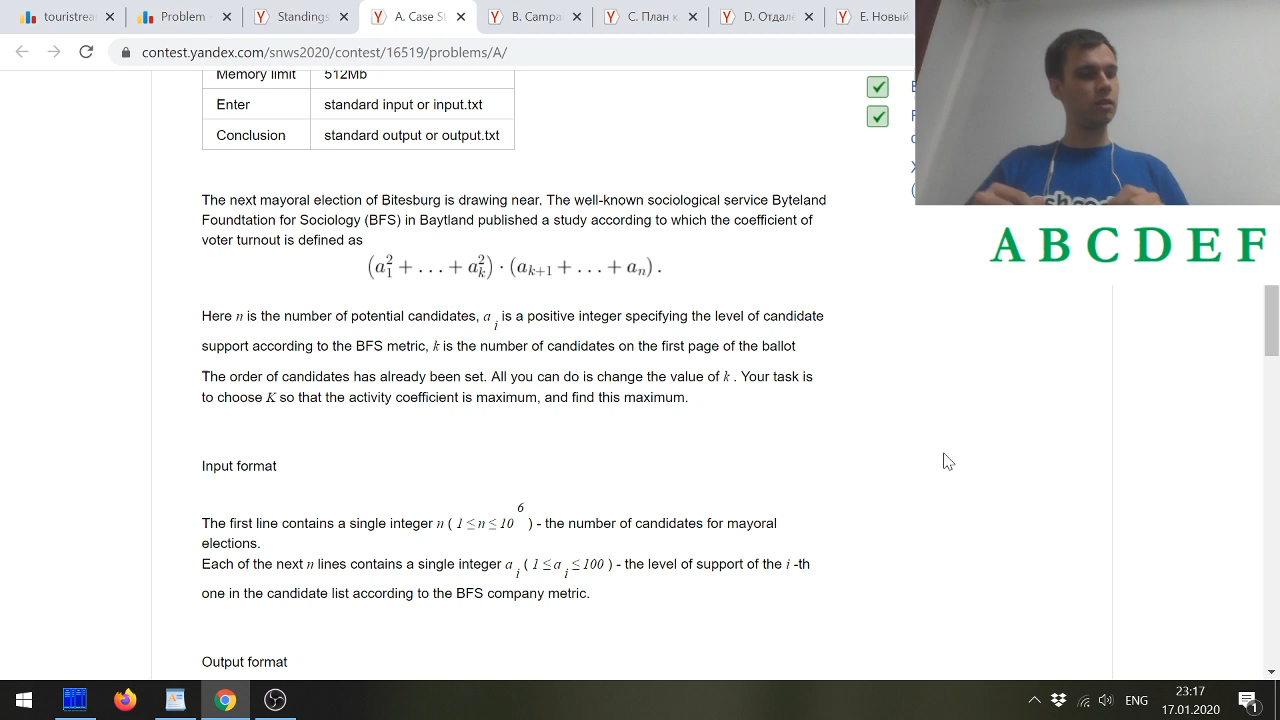 touristrea
Problem
Standings
A. Case S
B. Campa
С. План к
D. Отдалё
E. Новый
contest.yandex.com/snws2020/contest/16519/problems/A/
Memory limit 512Mb
Enter standard input or input.txt
Conclusion standard output or output.txt
A B C D E F
The next mayoral election of Bitesburg is drawing near. The well-known sociological service Byteland
Foundtation for Sociology (BFS) in Baytland published a study according to which the coefficient of
voter turnout is defined as
(a₁² + . . . + aₖ²) · (aₖ₊₁ + . . . + aₙ) .
Here n is the number of potential candidates, a i is a positive integer specifying the level of candidate
support according to the BFS metric, k is the number of candidates on the first page of the ballot
The order of candidates has already been set. All you can do is change the value of k . Your task is
to choose K so that the activity coefficient is maximum, and find this maximum.
Input format
The first line contains a single integer n ( 1 ≤ n ≤ 10 6 ) - the number of candidates for mayoral
elections.
Each of the next n lines contains a single integer a i ( 1 ≤ a i ≤ 100 ) - the level of support of the i -th
one in the candidate list according to the BFS company metric.
Output format
ENG
23:17
17.01.2020
1